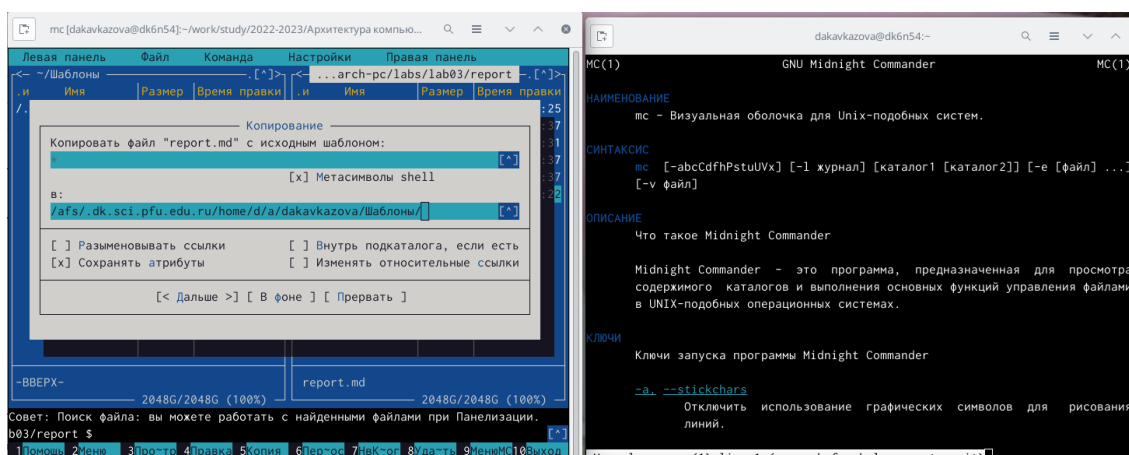 mc [dakavkazova@dk6n54]:~/work/study/2022-2023/Архитектура компью...
Левая панель Файл Команда Настройки Правая панель
<— ~/Шаблоны .[^]>
<— ...arch-pc/labs/lab03/report .[^]>
.и Имя Размер Время правки .и Имя Размер Время правки
/. :25
Копирование :37
Копировать файл "report.md" с исходным шаблоном: :31
* [^] :37
[x] Метасимволы shell :37
в: :22
/afs/.dk.sci.pfu.edu.ru/home/d/a/dakavkazova/Шаблоны/ [^]
[ ] Разыменовывать ссылки [ ] Внутрь подкаталога, если есть
[x] Сохранять атрибуты [ ] Изменять относительные ссылки
[< Дальше >] [ В фоне ] [ Прервать ]
-ВВЕРХ- report.md
2048G/2048G (100%) 2048G/2048G (100%)
Совет: Поиск файла: вы можете работать с найденными файлами при Панелизации.
b03/report $ [^]
1Помощь 2Меню 3Про~тр 4Правка 5Копия 6Пер~ос 7НвК~ог 8Уда~ть 9МенюMC 10Выход
dakavkazova@dk6n54:~
MC(1) GNU Midnight Commander MC(1)
НАИМЕНОВАНИЕ
mc - Визуальная оболочка для Unix-подобных систем.
СИНТАКСИС
mc [-abcCdfhPstuUVx] [-l журнал] [каталог1 [каталог2]] [-e [файл] ...]
[-v файл]
ОПИСАНИЕ
Что такое Midnight Commander
Midnight Commander - это программа, предназначенная для просмотра
содержимого каталогов и выполнения основных функций управления файлами
в UNIX-подобных операционных системах.
КЛЮЧИ
Ключи запуска программы Midnight Commander
-a, --stickchars
Отключить использование графических символов для рисования
линий.